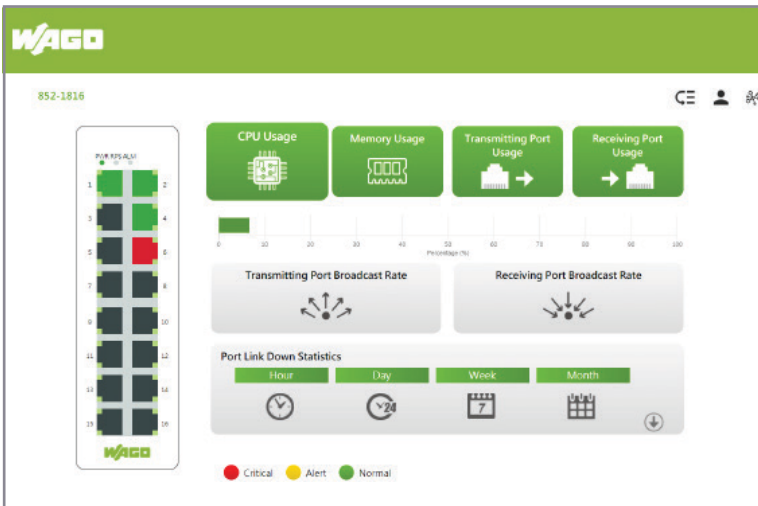 WAGO
852-1816
PWR RPS ALM
1 2
3 4
5 6
7 8
9 10
11 12
13 14
15 16
WAGO
CPU Usage
Memory Usage
Transmitting Port
Usage
Receiving Port
Usage
0 10 20 30 40 50 60 70 80 90 100
Percentage (%)
Transmitting Port Broadcast Rate
Receiving Port Broadcast Rate
Port Link Down Statistics
Hour Day Week Month
24 7
Critical Alert Normal